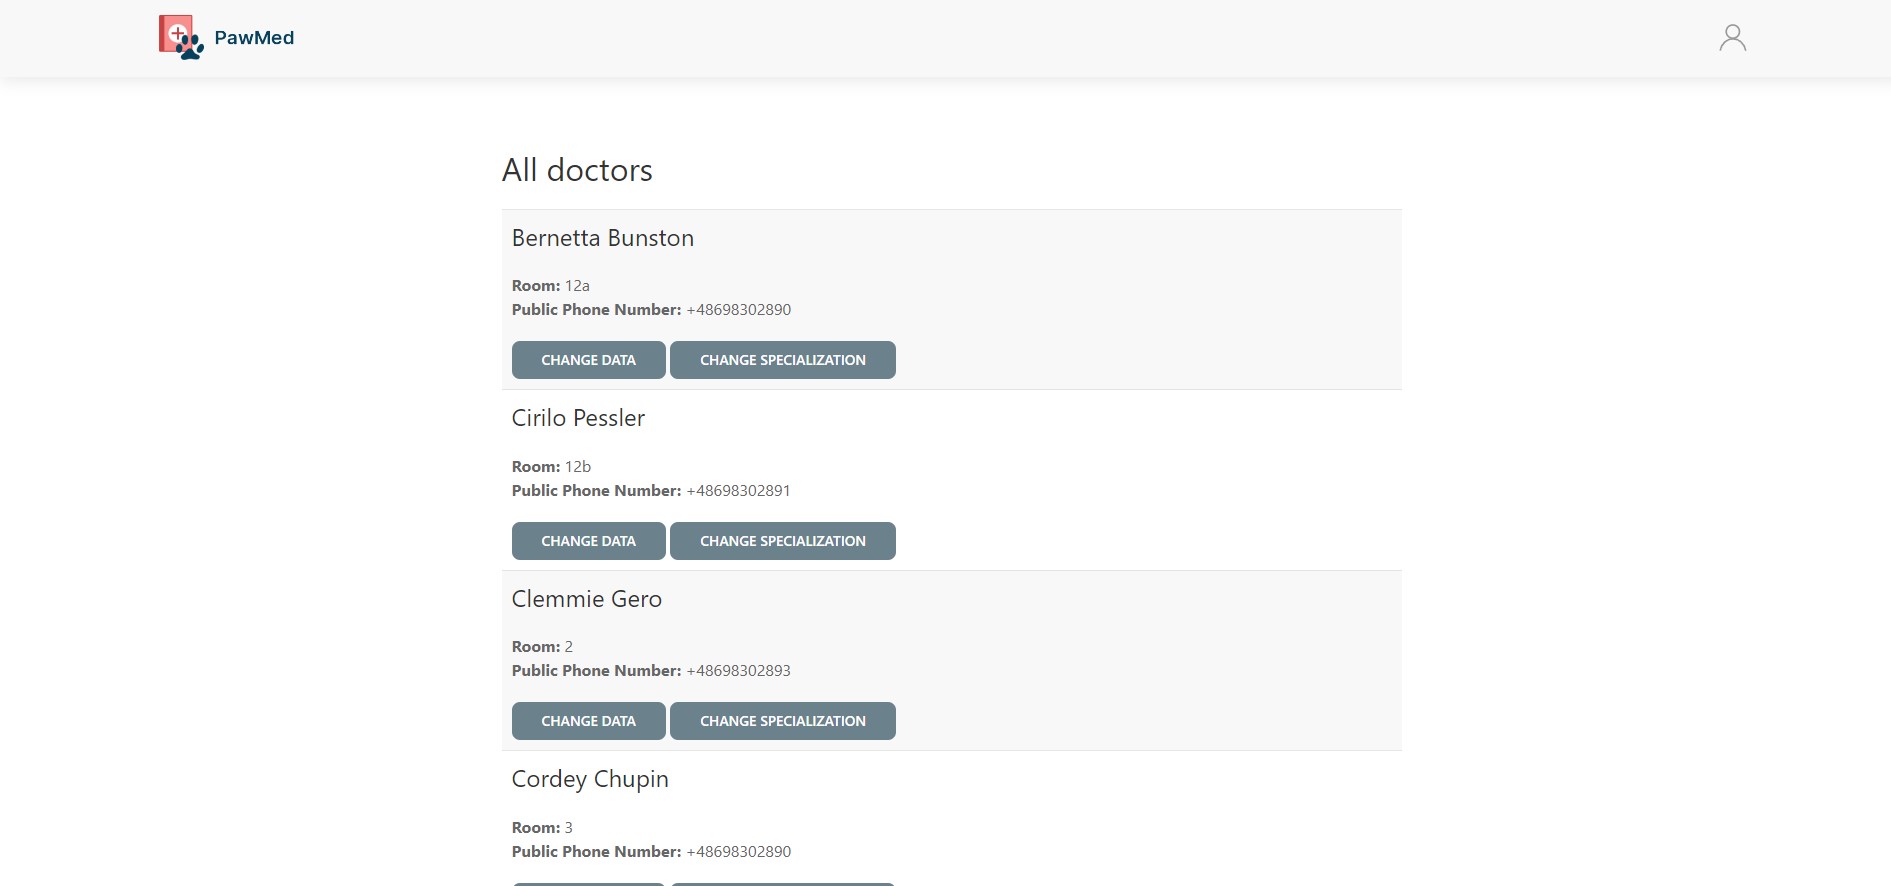 PawMed
All doctors
Bernetta Bunston
Room: 12a
Public Phone Number: +48698302890
CHANGE DATA CHANGE SPECIALIZATION
Cirilo Pessler
Room: 12b
Public Phone Number: +48698302891
CHANGE DATA CHANGE SPECIALIZATION
Clemmie Gero
Room: 2
Public Phone Number: +48698302893
CHANGE DATA CHANGE SPECIALIZATION
Cordey Chupin
Room: 3
Public Phone Number: +48698302890